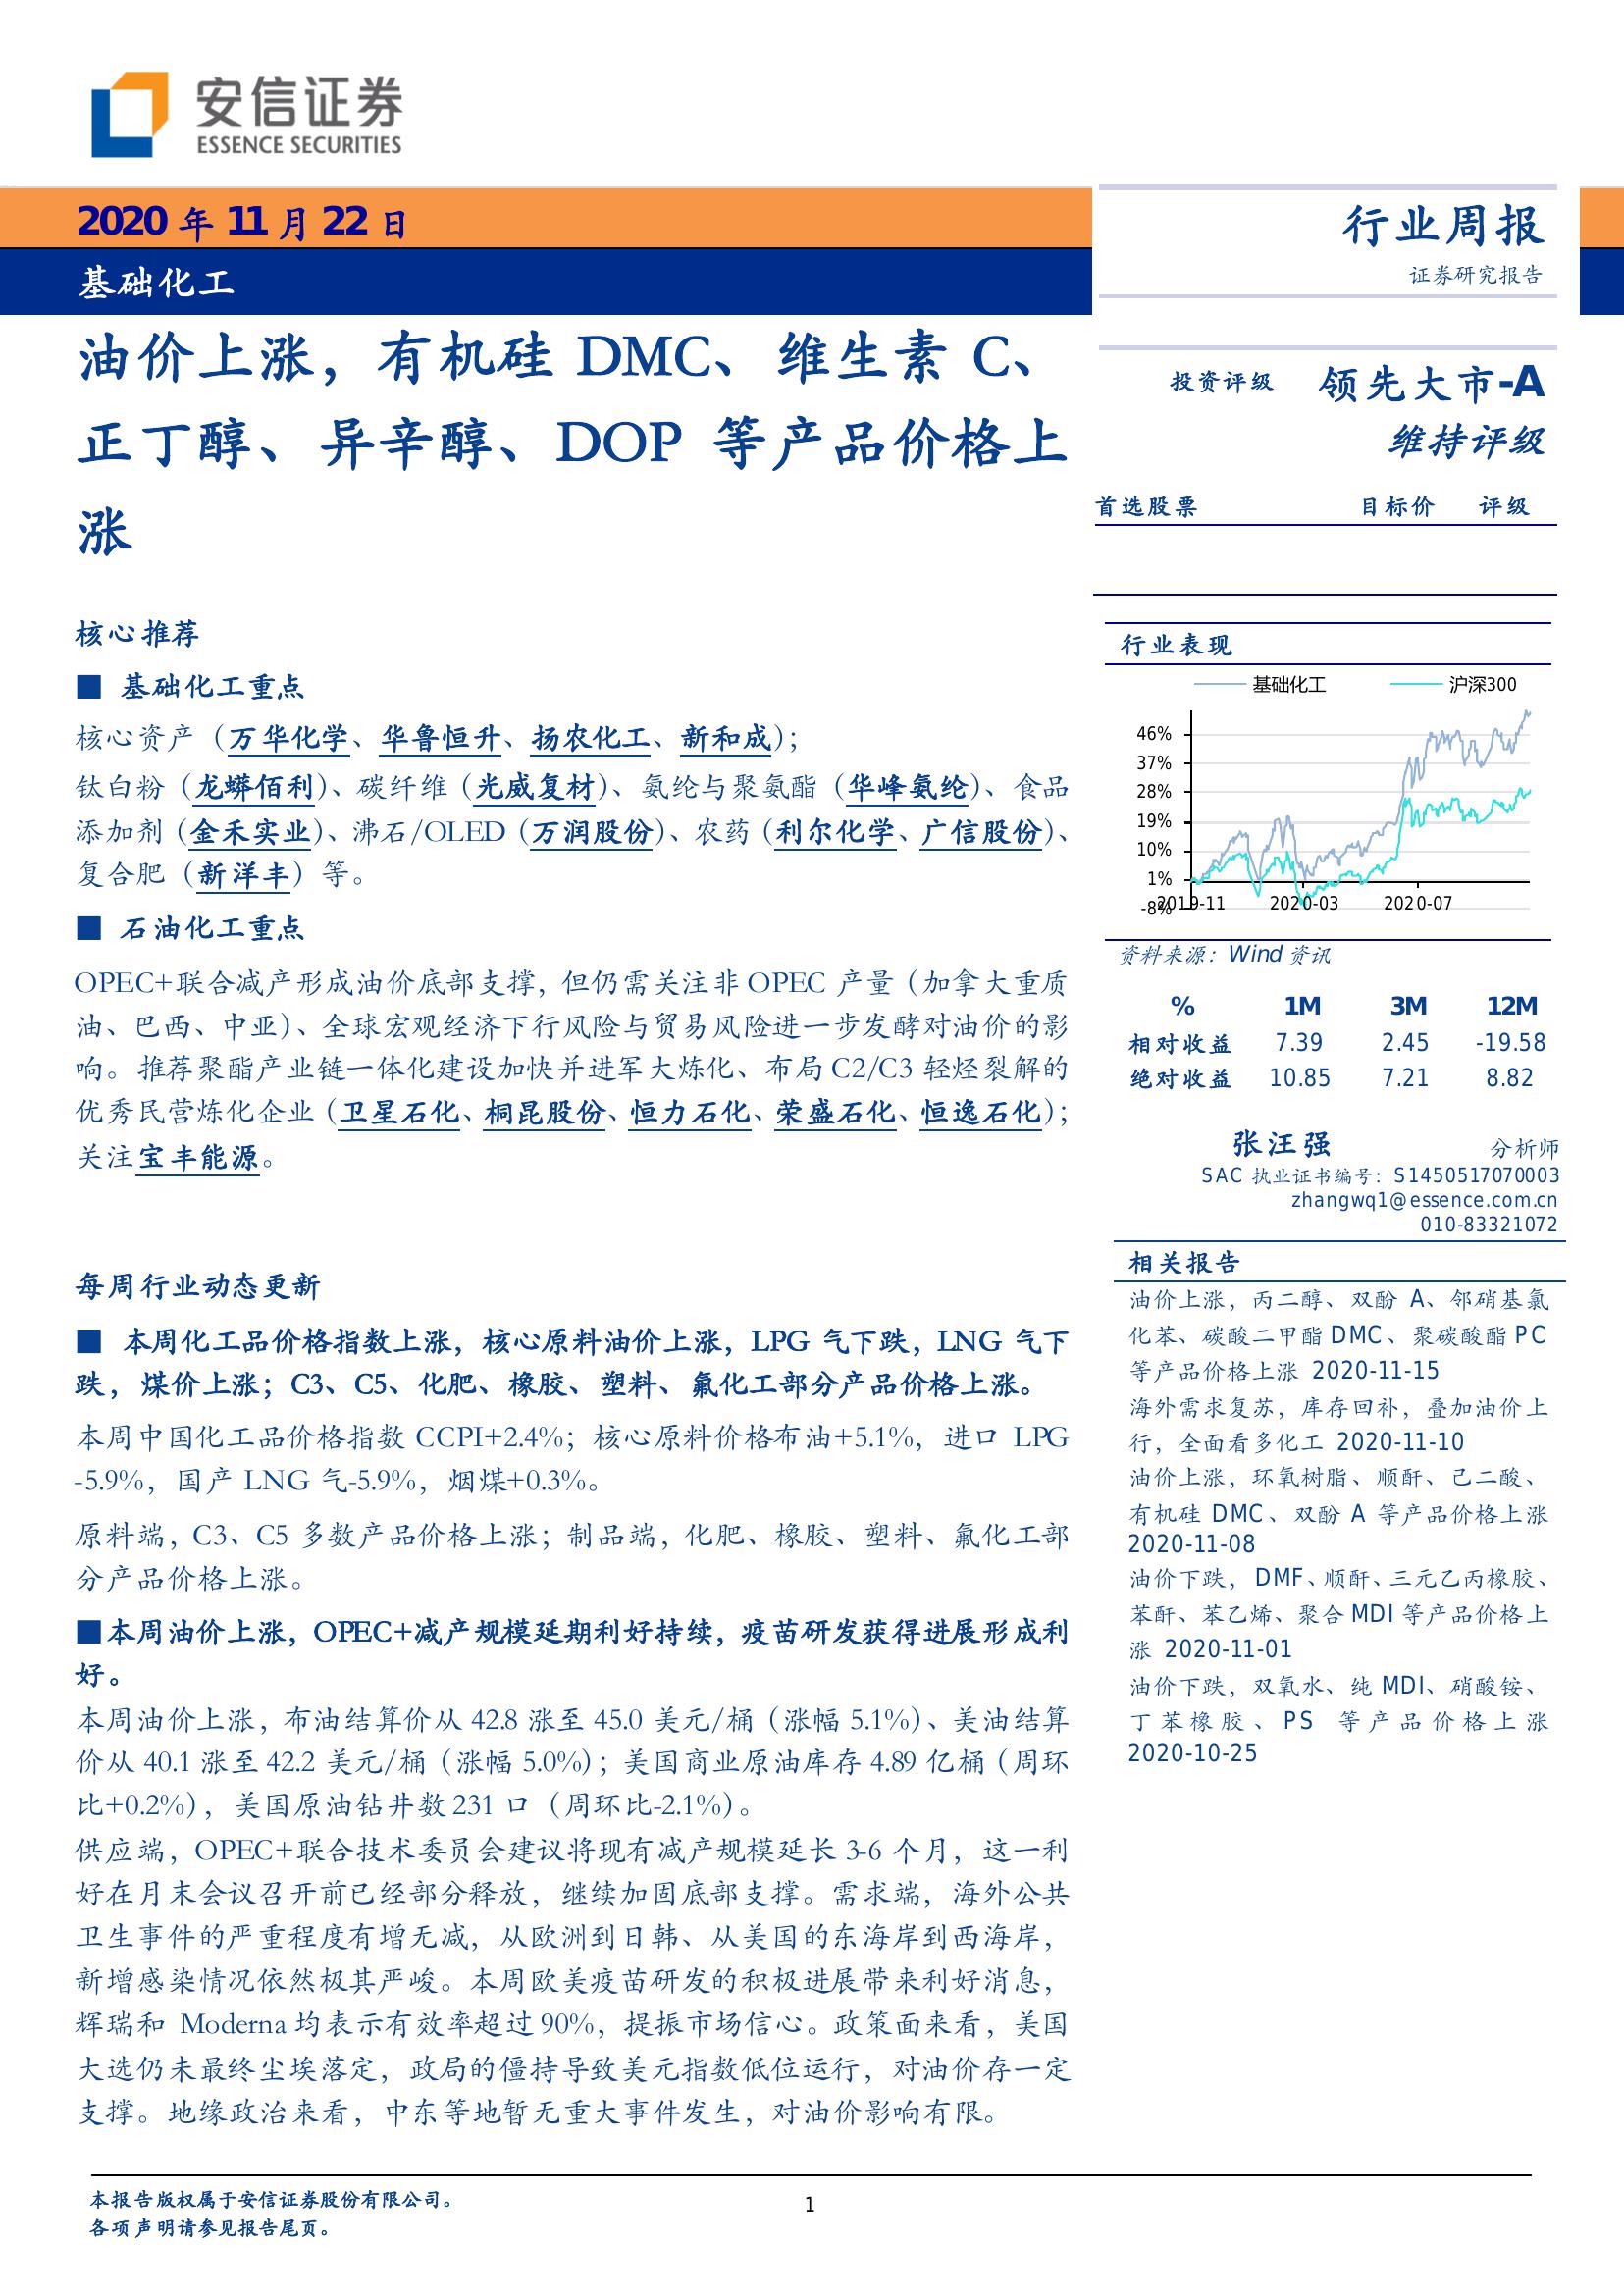 安信证券
ESSENCE SECURITIES
2020 年 11 月 22 日
基础化工
油价上涨，有机硅 DMC、维生素 C、
正丁醇、异辛醇、DOP 等产品价格上
涨
核心推荐
■ 基础化工重点
核心资产（万华化学、华鲁恒升、扬农化工、新和成）；
钛白粉（龙蟒佰利）、碳纤维（光威复材）、氨纶与聚氨酯（华峰氨纶）、食品
添加剂（金禾实业）、沸石/OLED（万润股份）、农药（利尔化学、广信股份）、
复合肥（新洋丰）等。
■ 石油化工重点
OPEC+联合减产形成油价底部支撑，但仍需关注非 OPEC 产量（加拿大重质
油、巴西、中亚）、全球宏观经济下行风险与贸易风险进一步发酵对油价的影
响。推荐聚酯产业链一体化建设加快并进军大炼化、布局 C2/C3 轻烃裂解的
优秀民营炼化企业（卫星石化、桐昆股份、恒力石化、荣盛石化、恒逸石化）；
关注宝丰能源。
每周行业动态更新
■ 本周化工品价格指数上涨，核心原料油价上涨，LPG 气下跌，LNG 气下
跌，煤价上涨；C3、C5、化肥、橡胶、塑料、氟化工部分产品价格上涨。
本周中国化工品价格指数 CCPI+2.4%；核心原料价格布油+5.1%，进口 LPG
-5.9%，国产 LNG 气-5.9%，烟煤+0.3%。
原料端，C3、C5 多数产品价格上涨；制品端，化肥、橡胶、塑料、氟化工部
分产品价格上涨。
■本周油价上涨，OPEC+减产规模延期利好持续，疫苗研发获得进展形成利
好。
本周油价上涨，布油结算价从 42.8 涨至 45.0 美元/桶（涨幅 5.1%）、美油结算
价从 40.1 涨至 42.2 美元/桶（涨幅 5.0%）；美国商业原油库存 4.89 亿桶（周环
比+0.2%），美国原油钻井数 231 口（周环比-2.1%）。
供应端，OPEC+联合技术委员会建议将现有减产规模延长 3-6 个月，这一利
好在月末会议召开前已经部分释放，继续加固底部支撑。需求端，海外公共
卫生事件的严重程度有增无减，从欧洲到日韩、从美国的东海岸到西海岸，
新增感染情况依然极其严峻。本周欧美疫苗研发的积极进展带来利好消息，
辉瑞和 Moderna 均表示有效率超过 90%，提振市场信心。政策面来看，美国
大选仍未最终尘埃落定，政局的僵持导致美元指数低位运行，对油价存一定
支撑。地缘政治来看，中东等地暂无重大事件发生，对油价影响有限。
行业周报
证券研究报告
投资评级 领先大市-A
维持评级
首选股票 目标价 评级
行业表现
基础化工 沪深300
46%
37%
28%
19%
10%
1%
-8%
2019-11 2020-03 2020-07
资料来源：Wind 资讯
% 1M 3M 12M
相对收益 7.39 2.45 -19.58
绝对收益 10.85 7.21 8.82
张汪强 分析师
SAC 执业证书编号：S1450517070003
zhangwq1@essence.com.cn
010-83321072
相关报告
油价上涨，丙二醇、双酚 A、邻硝基氯
化苯、碳酸二甲酯 DMC、聚碳酸酯 PC
等产品价格上涨 2020-11-15
海外需求复苏，库存回补，叠加油价上
行，全面看多化工 2020-11-10
油价上涨，环氧树脂、顺酐、己二酸、
有机硅 DMC、双酚 A 等产品价格上涨
2020-11-08
油价下跌，DMF、顺酐、三元乙丙橡胶、
苯酐、苯乙烯、聚合 MDI 等产品价格上
涨 2020-11-01
油价下跌，双氧水、纯 MDI、硝酸铵、
丁苯橡胶、PS 等产品价格上涨
2020-10-25
本报告版权属于安信证券股份有限公司。
各项声明请参见报告尾页。
1